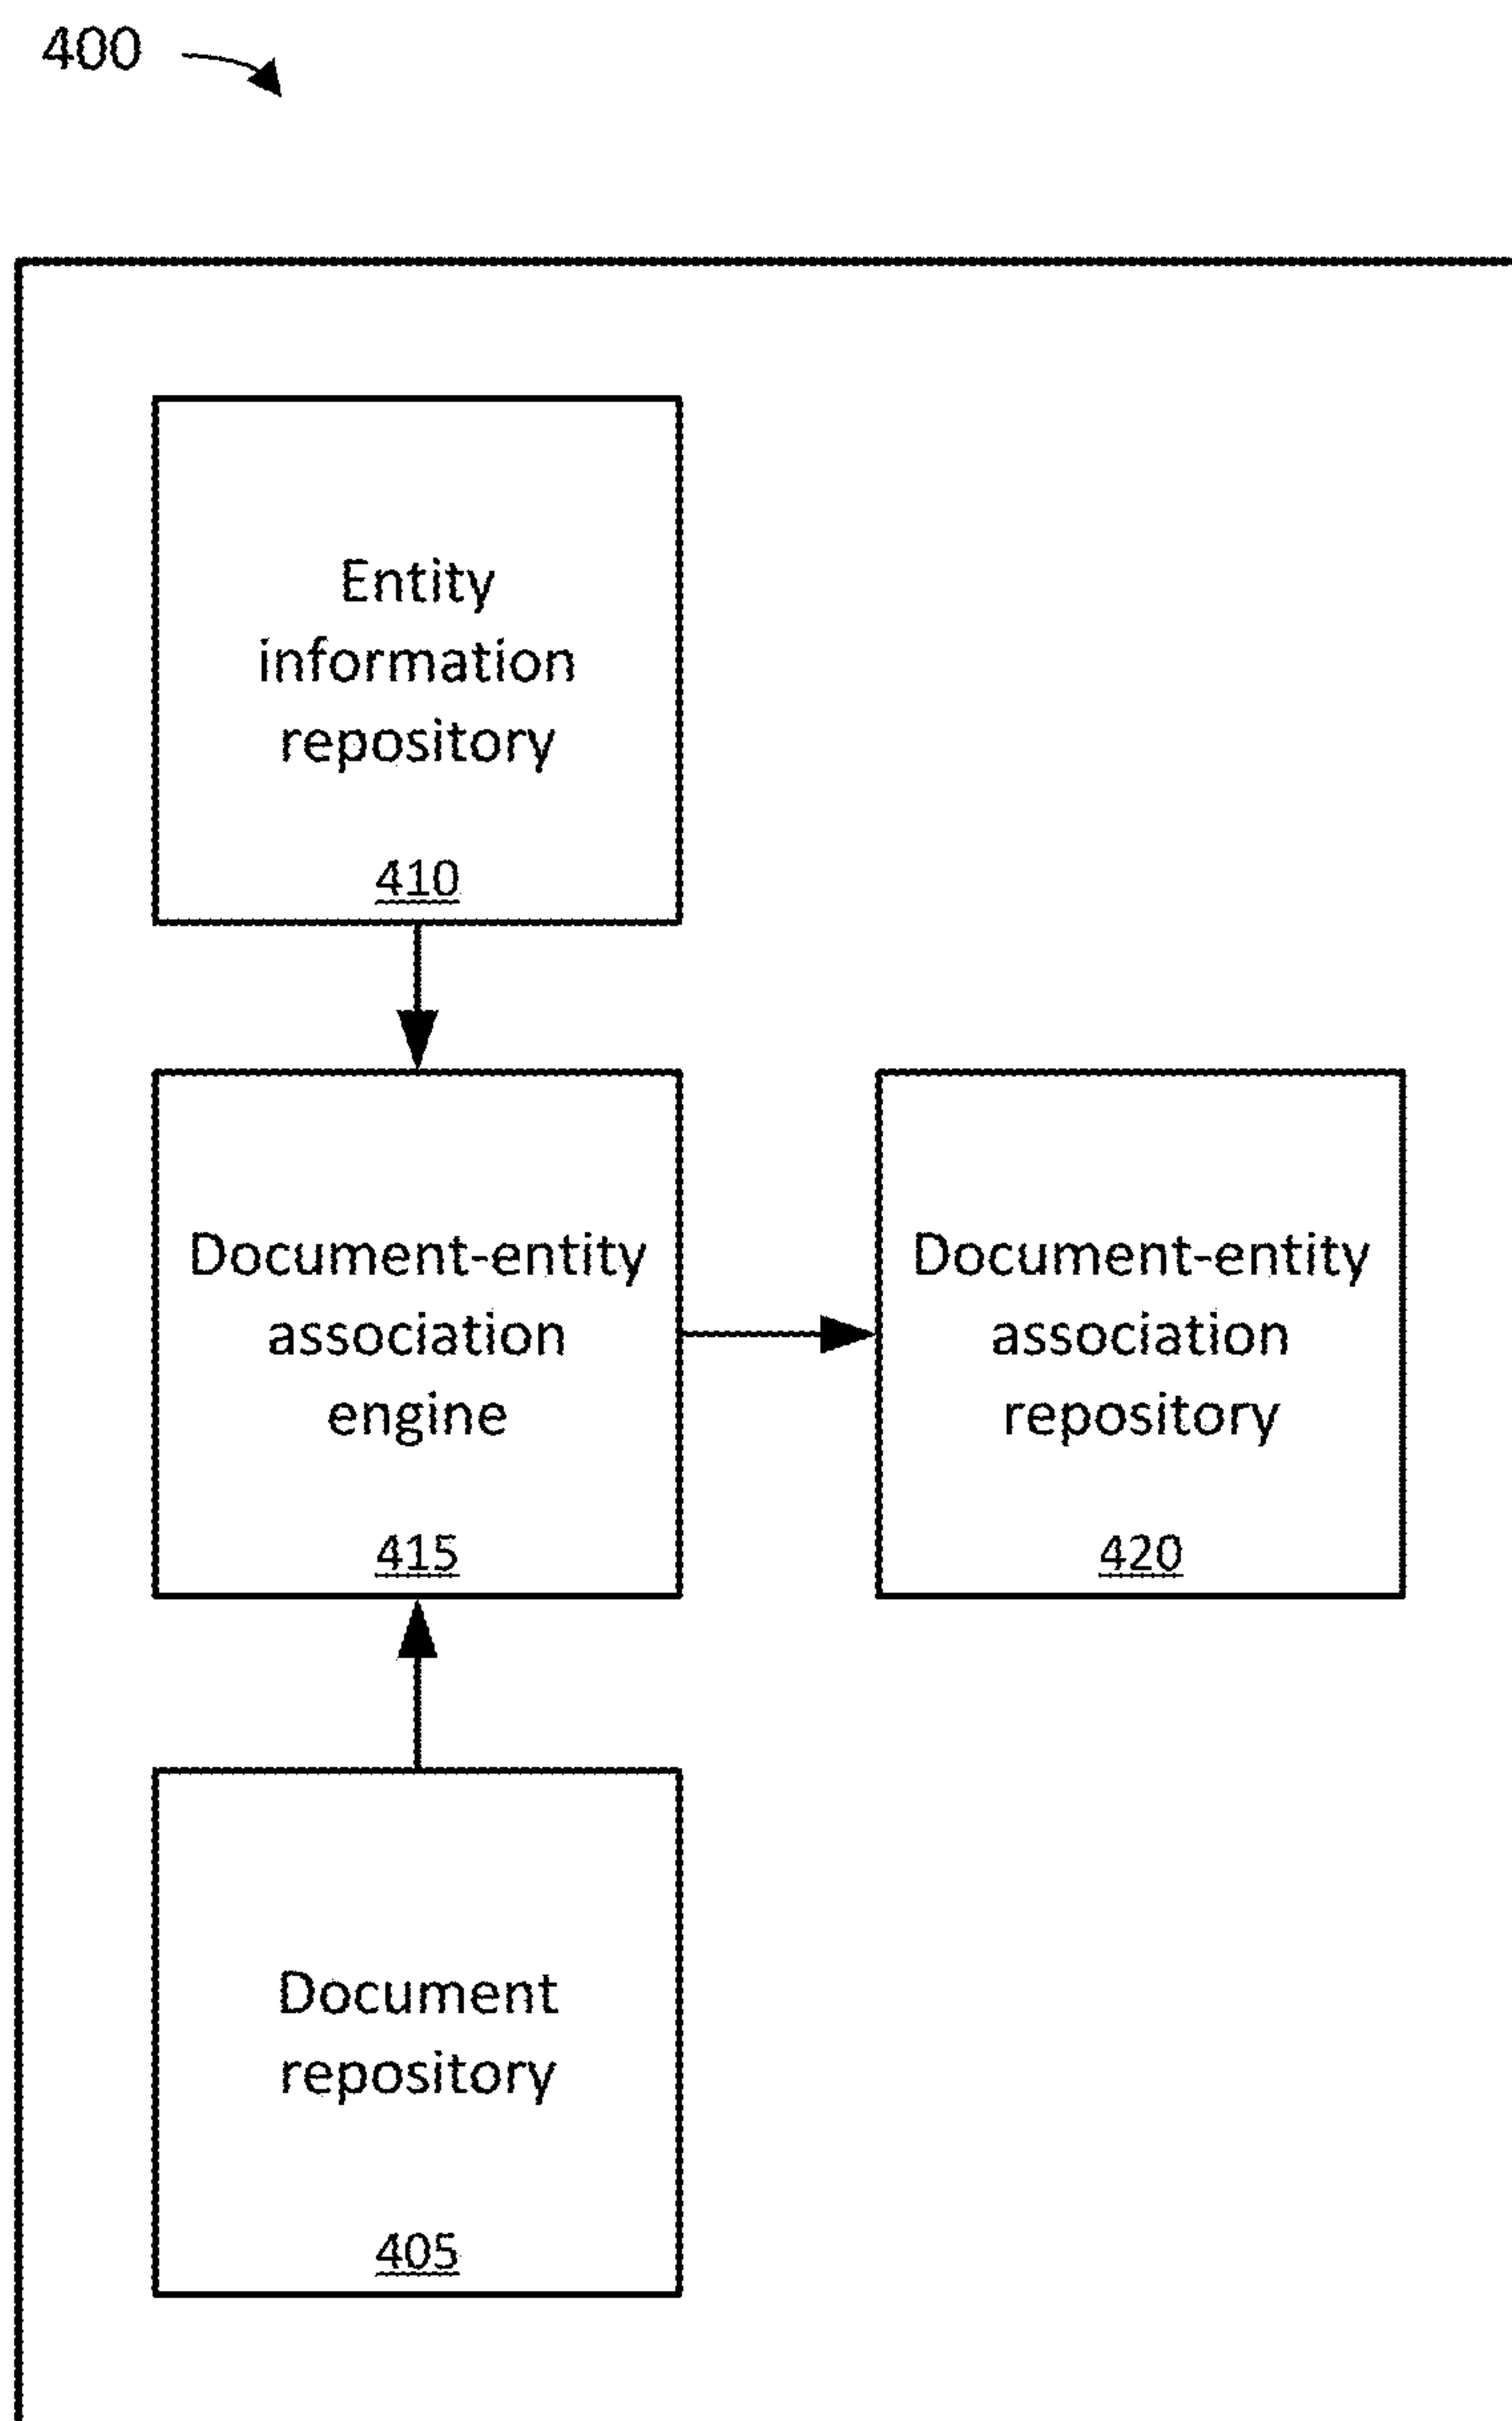 400
Entity
information
repository
410
Document-entity
association
engine
415
Document-entity
association
repository
420
Document
repository
405